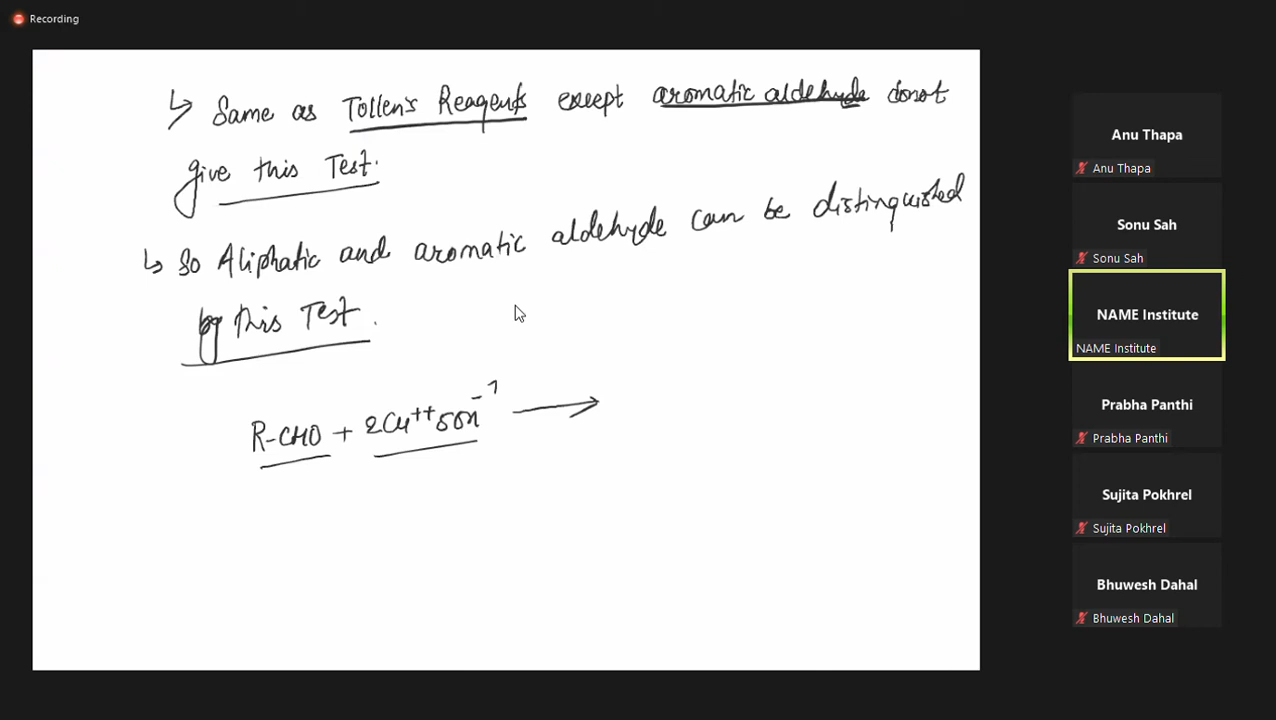 Recording
↳ Same as Tollen's Reagents except aromatic aldehyde donot
give this Test.
↳ So Aliphatic and aromatic aldehyde can be distinguished
by this Test.
R-CHO + 2Cu⁺⁺ 5OH⁻ ⟶
Anu Thapa
Anu Thapa
Sonu Sah
Sonu Sah
NAME Institute
NAME Institute
Prabha Panthi
Prabha Panthi
Sujita Pokhrel
Sujita Pokhrel
Bhuwesh Dahal
Bhuwesh Dahal